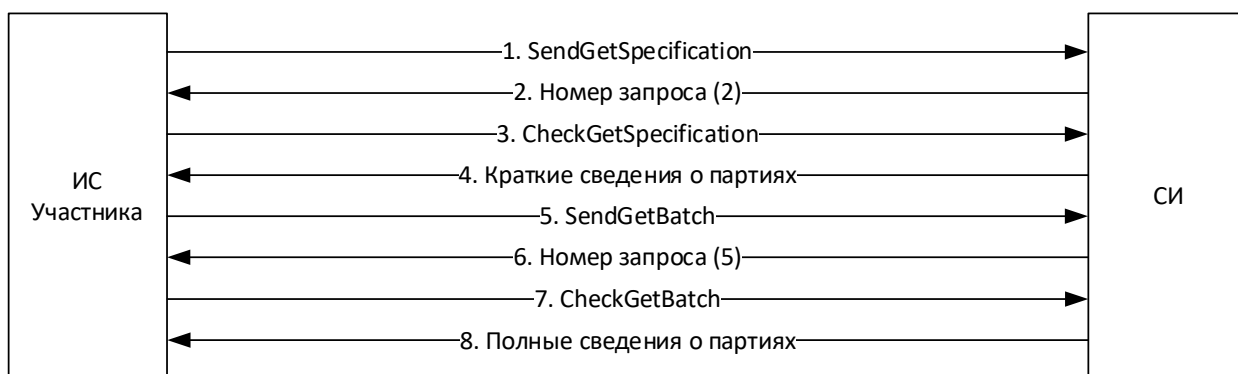 1. SendGetSpecification
2. Номер запроса (2)
3. CheckGetSpecification
4. Краткие сведения о партиях
ИС
Участника
СИ
5. SendGetBatch
6. Номер запроса (5)
7. CheckGetBatch
8. Полные сведения о партиях